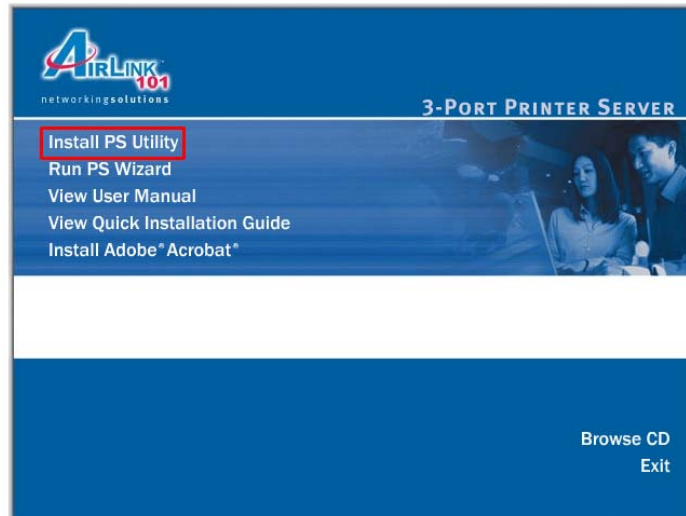 AIRLINK
101
networkingsolutions
3-PORT PRINTER SERVER
Install PS Utility
Run PS Wizard
View User Manual
View Quick Installation Guide
Install Adobe® Acrobat®
Browse CD
Exit